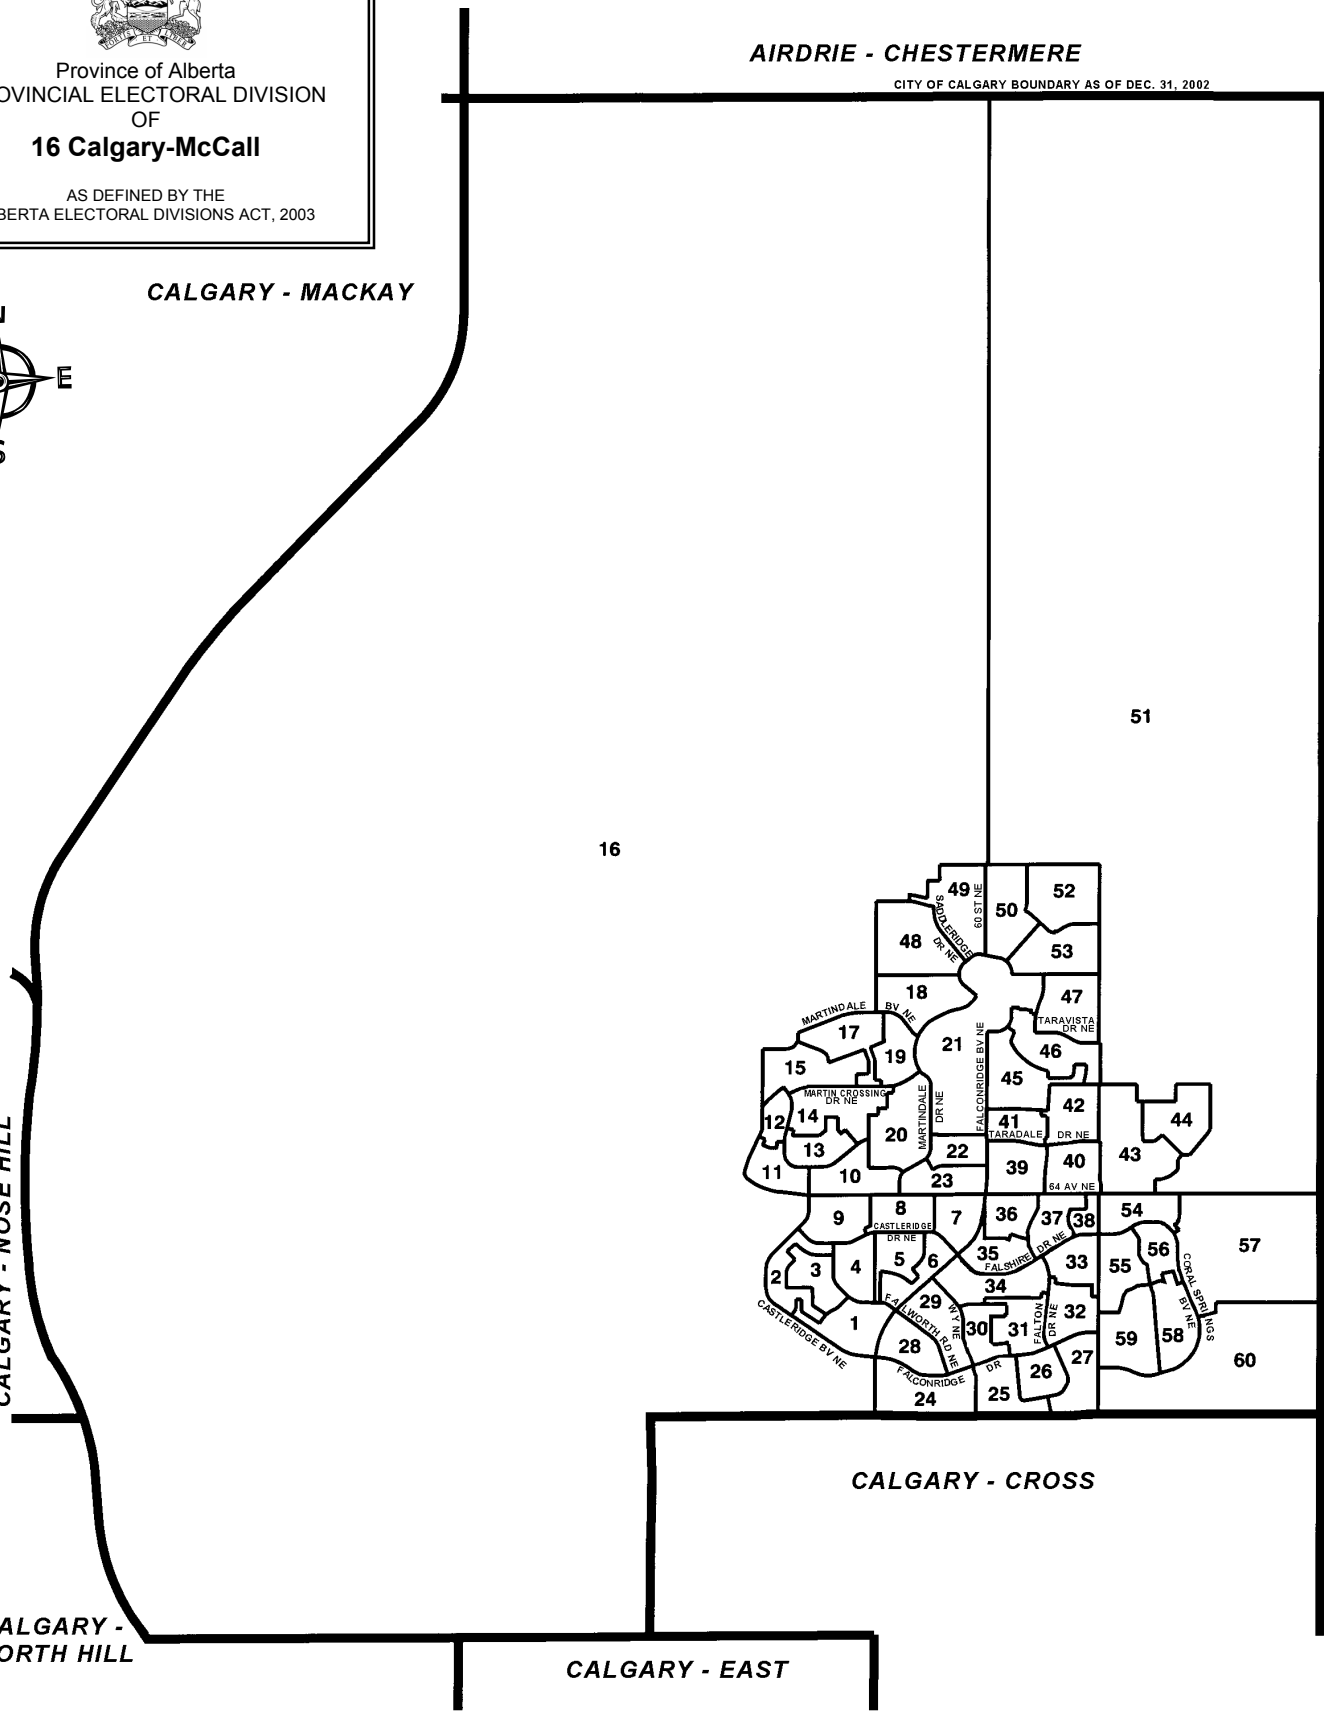 FORTIS ET LIBER
Province of Alberta
OVINCIAL ELECTORAL DIVISION
OF
16 Calgary-McCall
AS DEFINED BY THE
BERTA ELECTORAL DIVISIONS ACT, 2003
AIRDRIE - CHESTERMERE
CITY OF CALGARY BOUNDARY AS OF DEC. 31, 2002
CALGARY - MACKAY
E
S
51
16
49
60 ST NE
50
52
SADDLERIDGE
DR NE
48
53
18
47
MARTINDALE BV NE
TARAVISTA
DR NE
17
19
21
FALCONRIDGE BV NE
46
15
45
MARTIN CROSSING
DR NE
MARTINDALE
DR NE
42
12
14
20
41
TARADALE DR NE
44
13
22
43
11
10
23
39
40
64 AV NE
9
8
CASTLERIDGE
DR NE
7
36
37
38
54
57
2
3
4
5
6
35
FALSHIRE DR NE
33
55
56
34
CORAL SPRINGS
BV NE
1
29
FALLWORTH RD NE
W Y NE
30
31
FALTON
DR NE
32
CASTLERIDGE BV NE
28
59
58
60
FALCONRIDGE DR
26
27
24
25
CALGARY - NOSE HILL
CALGARY - CROSS
ALGARY -
ORTH HILL
CALGARY - EAST